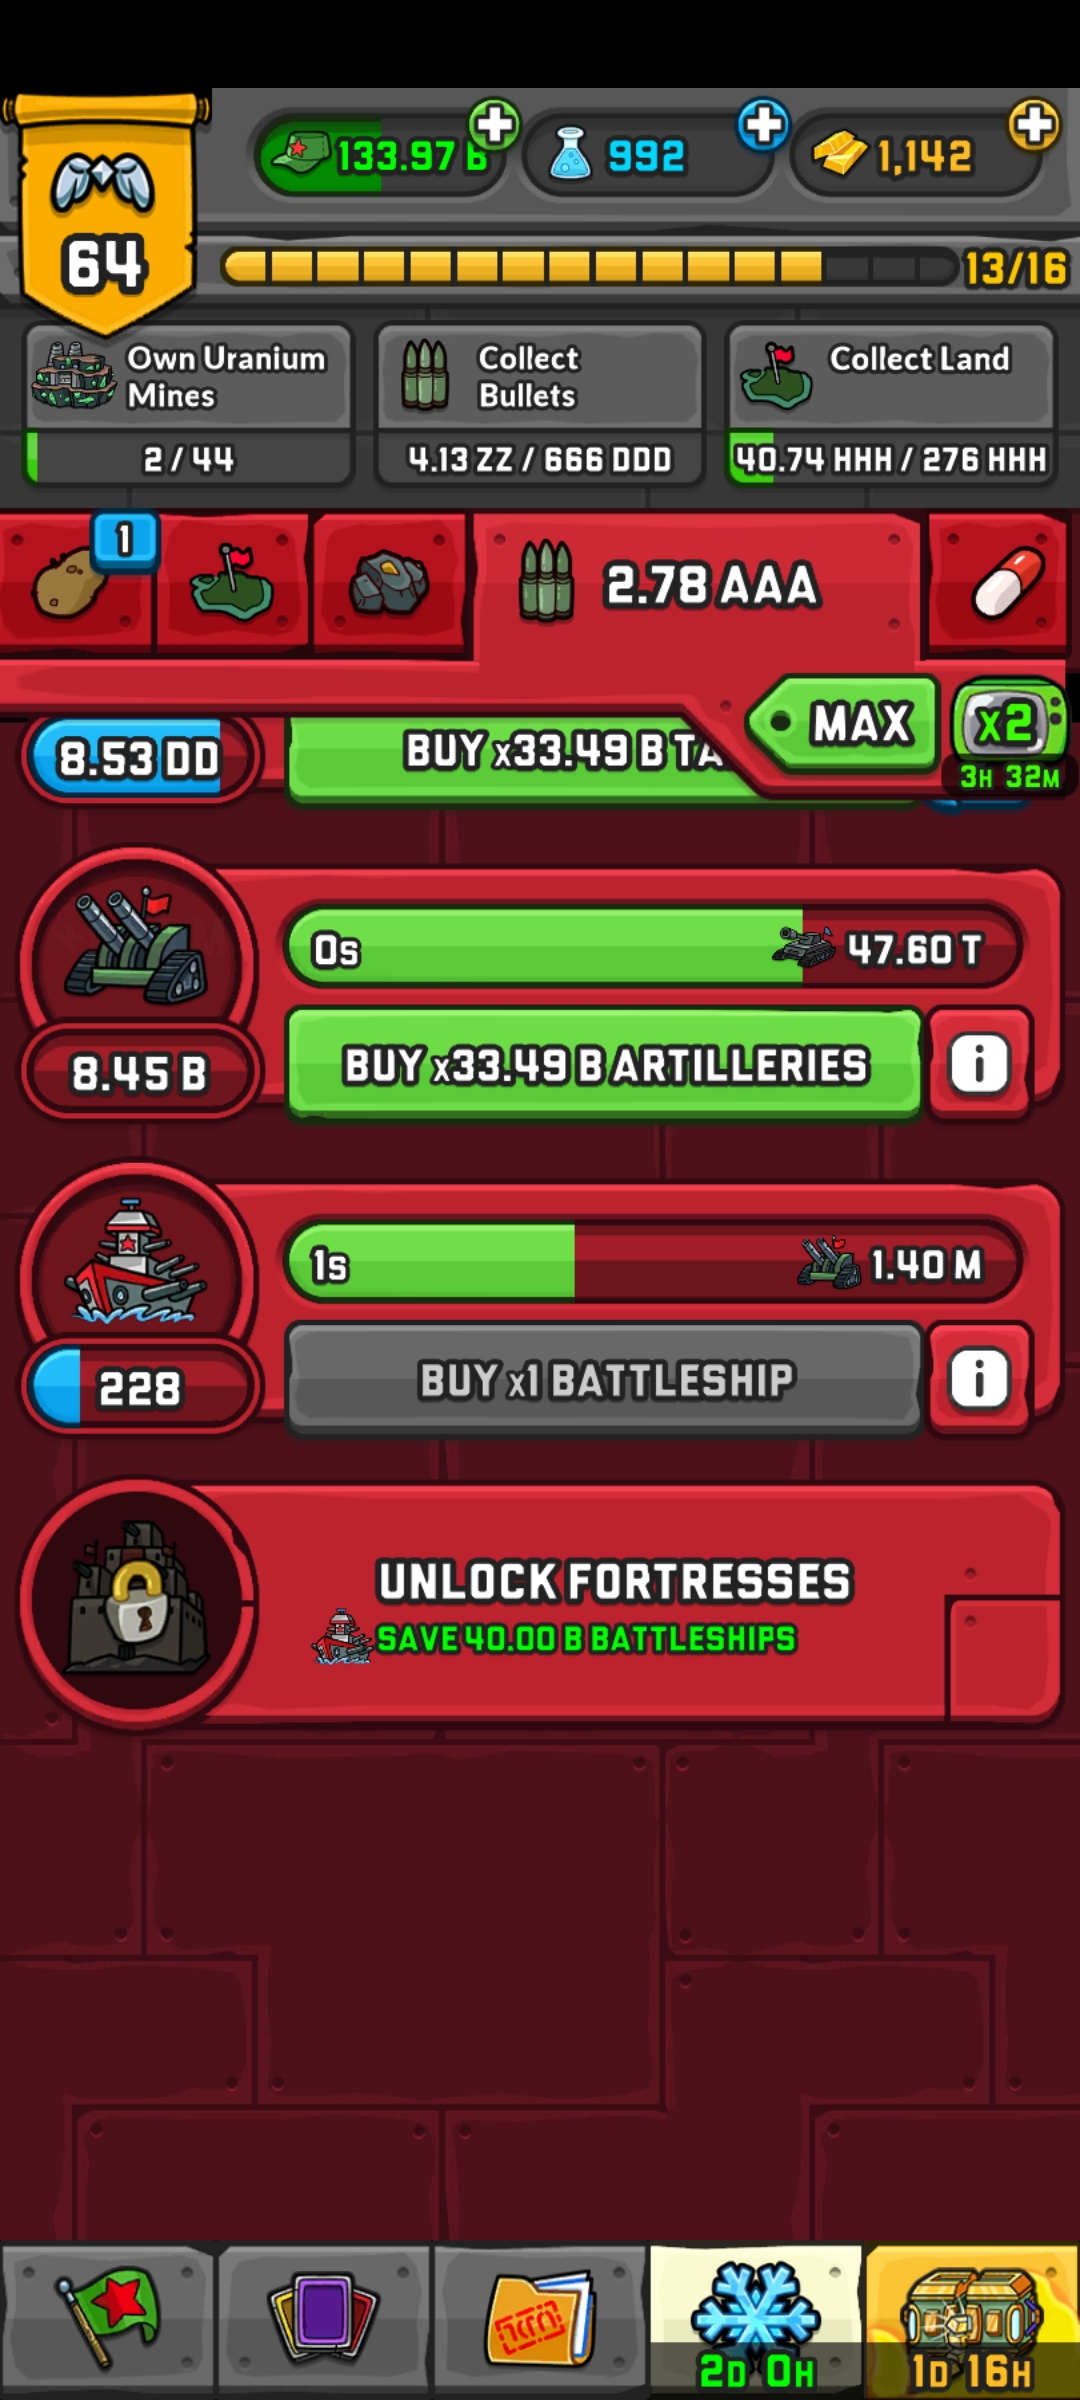 64
133.97 B
992
1,142
13/16
Own Uranium
Mines
2 / 44
Collect
Bullets
4.13 ZZ / 666 DDD
Collect Land
40.74 HHH / 276 HHH
1
2.78 AAA
MAX
x2
3H 32M
8.53 DD
BUY x33.49 B TA
0s
47.60 T
8.45 B
BUY x33.49 B ARTILLERIES
i
1s
1.40 M
228
BUY x1 BATTLESHIP
i
UNLOCK FORTRESSES
SAVE 40.00 B BATTLESHIPS
2D 0H
1D 16H